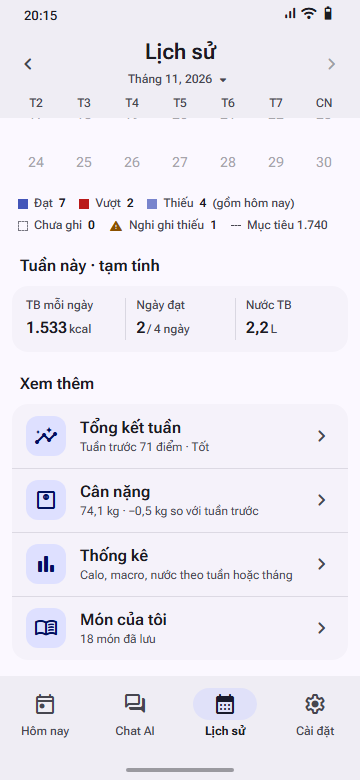 20:15
Lịch sử
Tháng 11, 2026
T2 T3 T4 T5 T6 T7 CN
24 25 26 27 28 29 30
Đạt 7 Vượt 2 Thiếu 4 (gồm hôm nay)
Chưa ghi 0 Nghi ghi thiếu 1 Mục tiêu 1.740
Tuần này · tạm tính
TB mỗi ngày Ngày đạt Nước TB
1.533 kcal 2 / 4 ngày 2,2 L
Xem thêm
Tổng kết tuần
Tuần trước 71 điểm · Tốt
Cân nặng
74,1 kg · −0,5 kg so với tuần trước
Thống kê
Calo, macro, nước theo tuần hoặc tháng
Món của tôi
18 món đã lưu
Hôm nay Chat AI Lịch sử Cài đặt